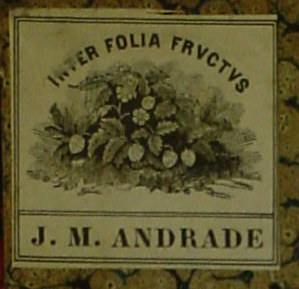 INTER FOLIA FRVCTVS
J. M. ANDRADE